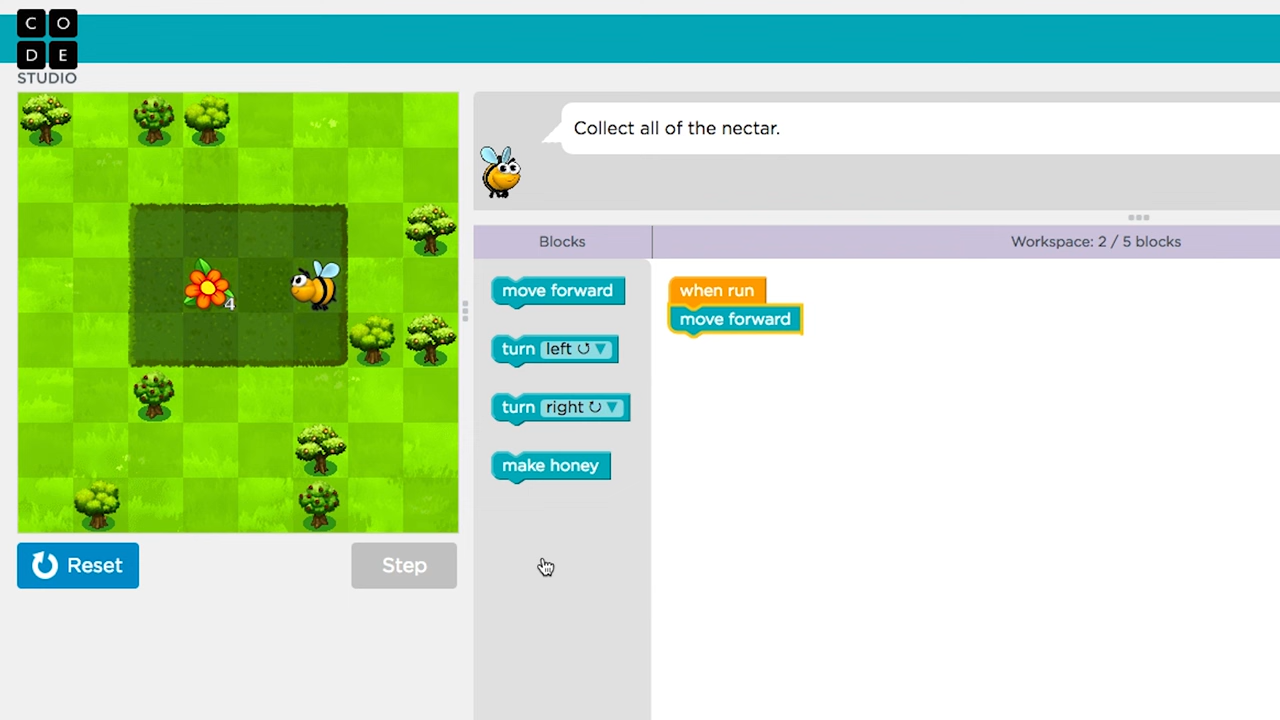 C O
D E
STUDIO
Collect all of the nectar.
Blocks
Workspace: 2 / 5 blocks
move forward
when run
move forward
4
turn left
turn right
make honey
Reset
Step